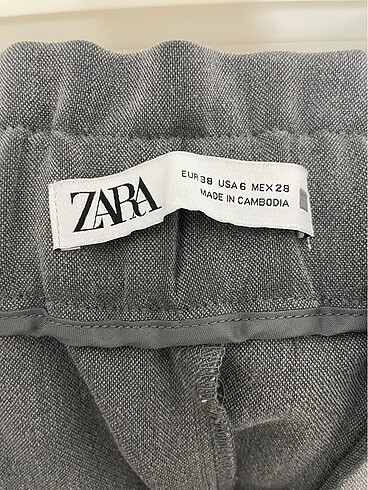 ZARA
EUR 38 USA 6 MEX 28
MADE IN CAMBODIA